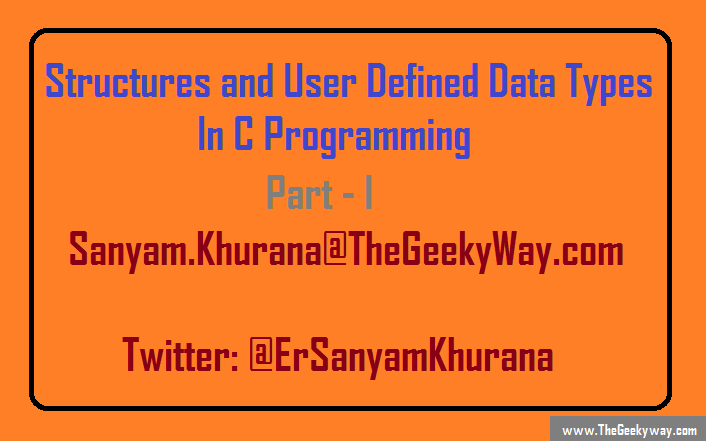 Structures and User Defined Data Types
In C Programming
Part - I
Sanyam.Khurana@TheGeekyWay.com
Twitter: @ErSanyamKhurana
www.TheGeekyway.com